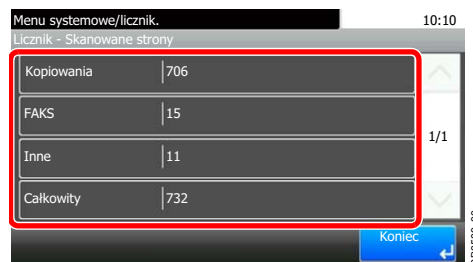 Menu systemowe/licznik. 10:10
Licznik - Skanowane strony
Kopiowania 706
FAKS 15
1/1
Inne 11
Całkowity 732
Koniec